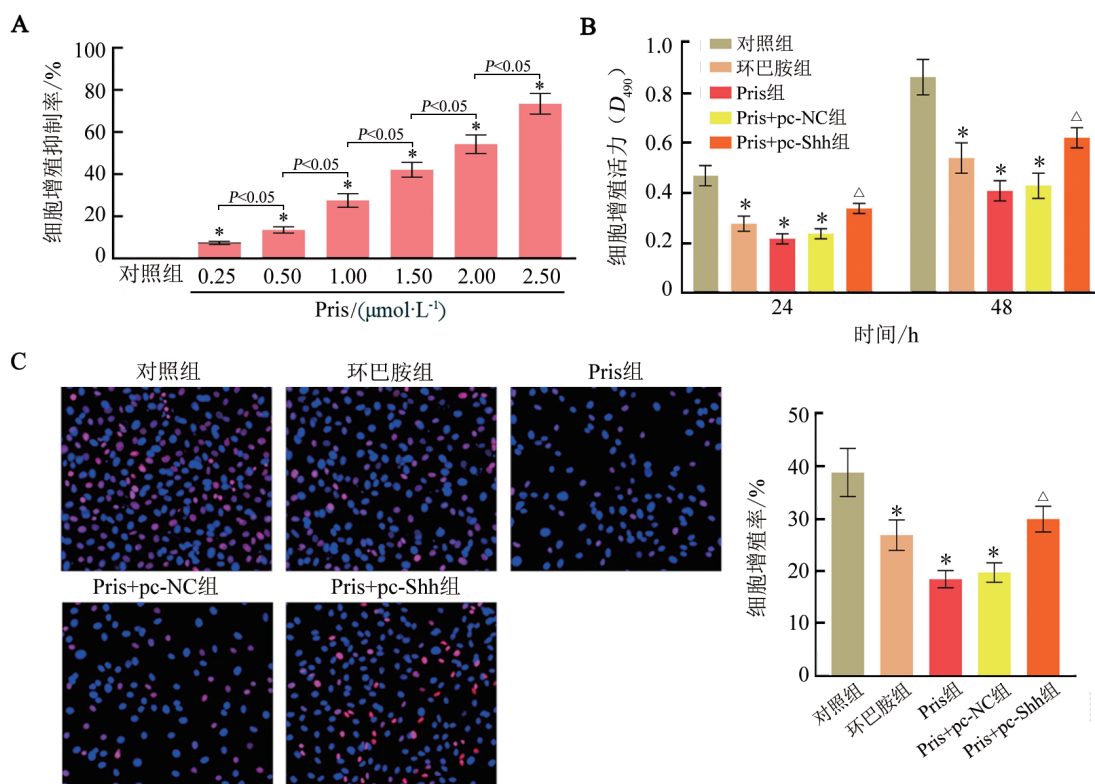 A
细胞增殖抑制率/%
100
80
60
40
20
0
P<0.05
P<0.05
P<0.05
P<0.05
P<0.05
*
*
*
*
*
*
对照组
0.25
0.50
1.00
1.50
2.00
2.50
Pris/(μmol·L⁻¹)
B
细胞增殖活力（D₄₉₀）
1.0
0.8
0.6
0.4
0.2
0
对照组
环巴胺组
Pris组
Pris+pc-NC组
Pris+pc-Shh组
*
*
*
△
*
*
*
△
24
48
时间/h
C
对照组
环巴胺组
Pris组
Pris+pc-NC组
Pris+pc-Shh组
细胞增殖率/%
50
40
30
20
10
0
*
*
*
△
对照组
环巴胺组
Pris组
Pris+pc-NC组
Pris+pc-Shh组